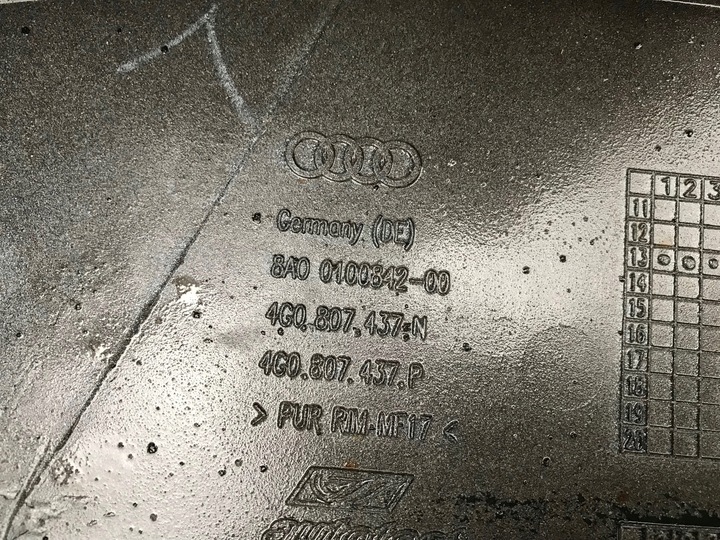 Germany (DE)
8A0 0100842-00
4G0.807.437.N
4G0.807.437.P
> PUR RIM-MF17 <
1 2 3
11
12
13
14
15
16
17
18
19